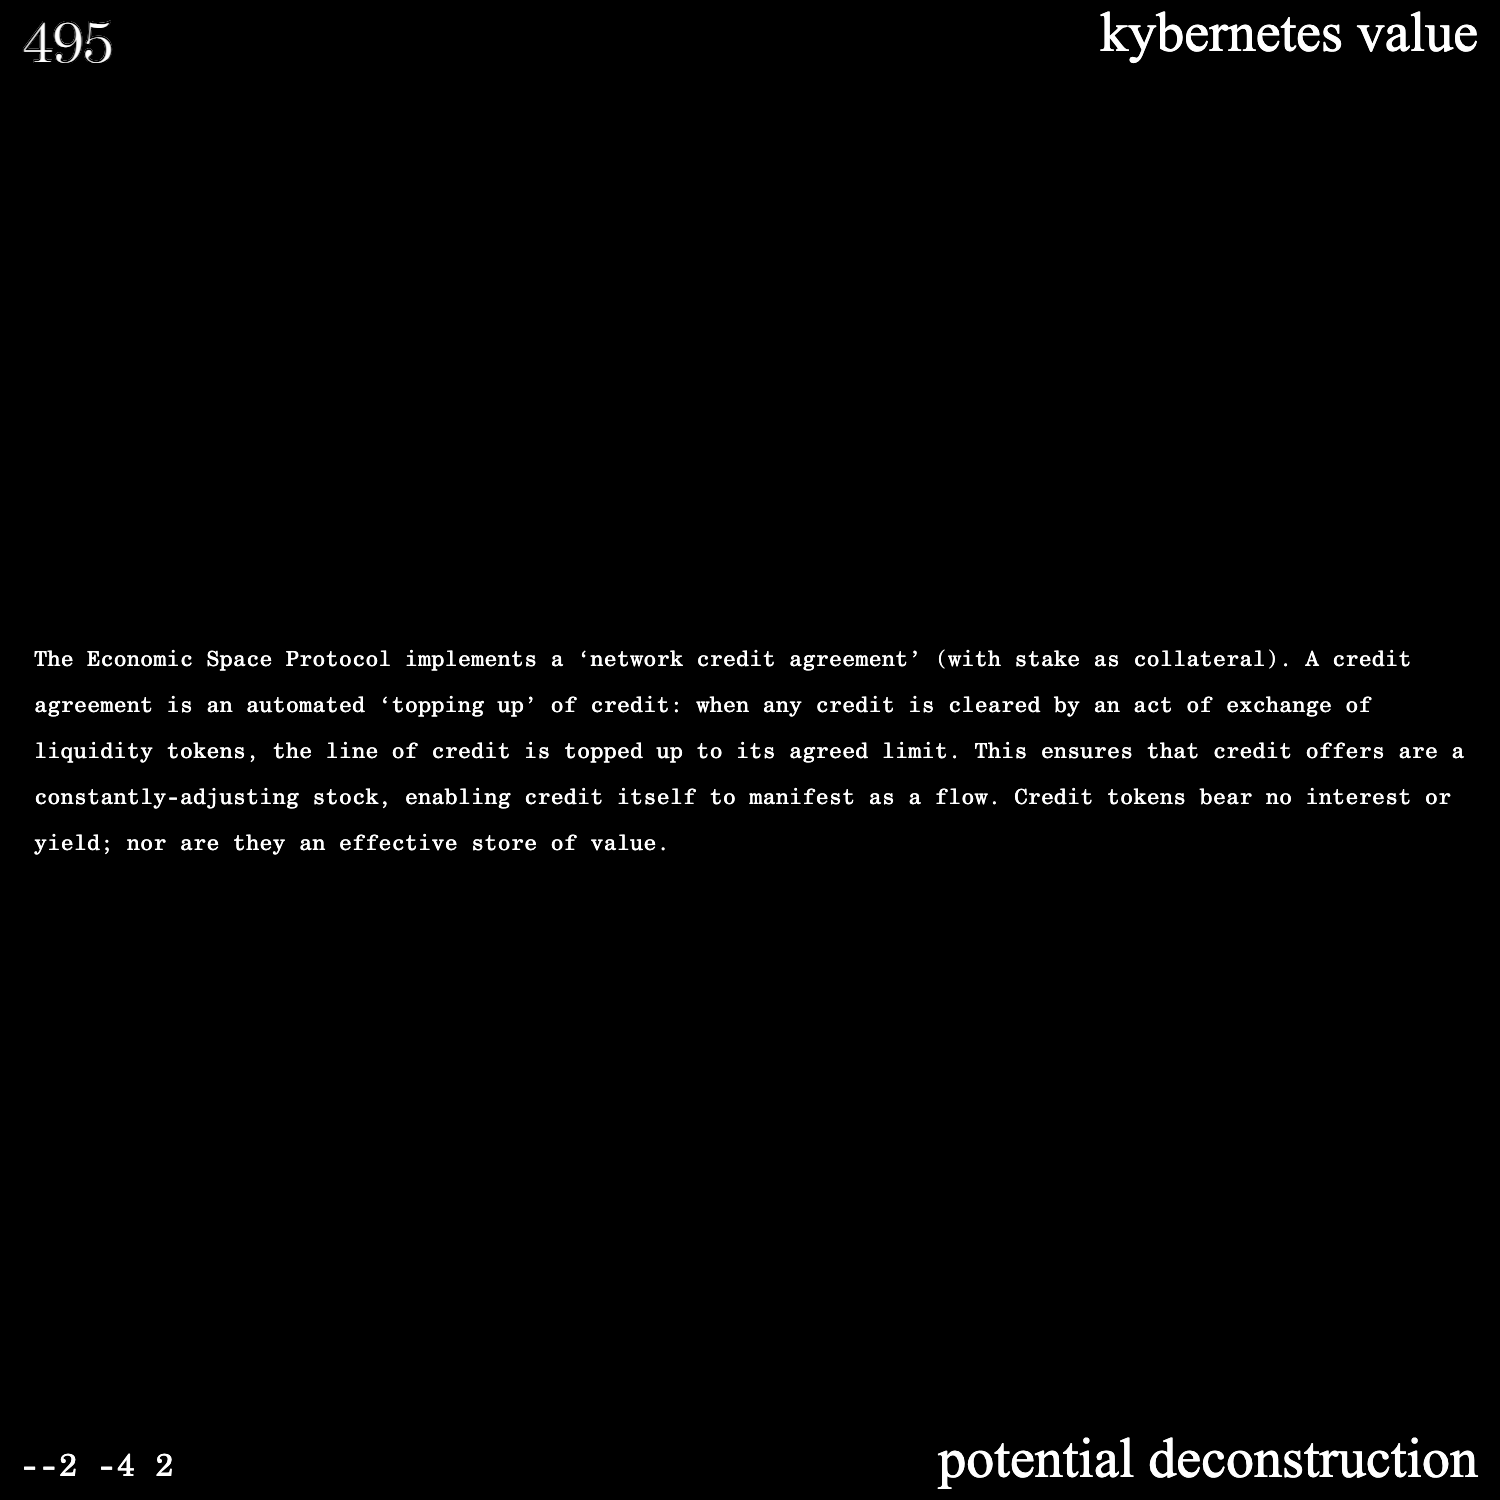 495
kybernetes value
The Economic Space Protocol implements a ‘network credit agreement’ (with stake as collateral). A credit
agreement is an automated ‘topping up’ of credit: when any credit is cleared by an act of exchange of
liquidity tokens, the line of credit is topped up to its agreed limit. This ensures that credit offers are a
constantly-adjusting stock, enabling credit itself to manifest as a flow. Credit tokens bear no interest or
yield; nor are they an effective store of value.
--2 -4 2
potential deconstruction